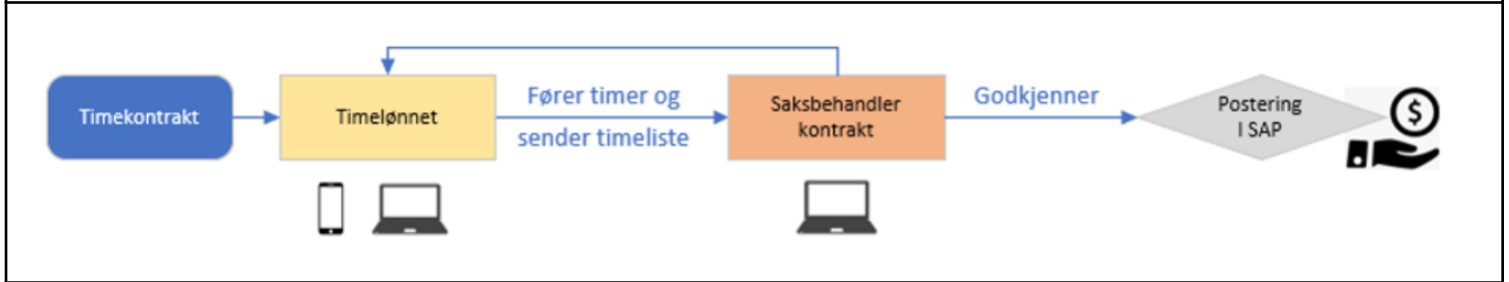 Timekontrakt
Timelønnet
Fører timer og
sender timeliste
Saksbehandler
kontrakt
Godkjenner
Postering
I SAP
$